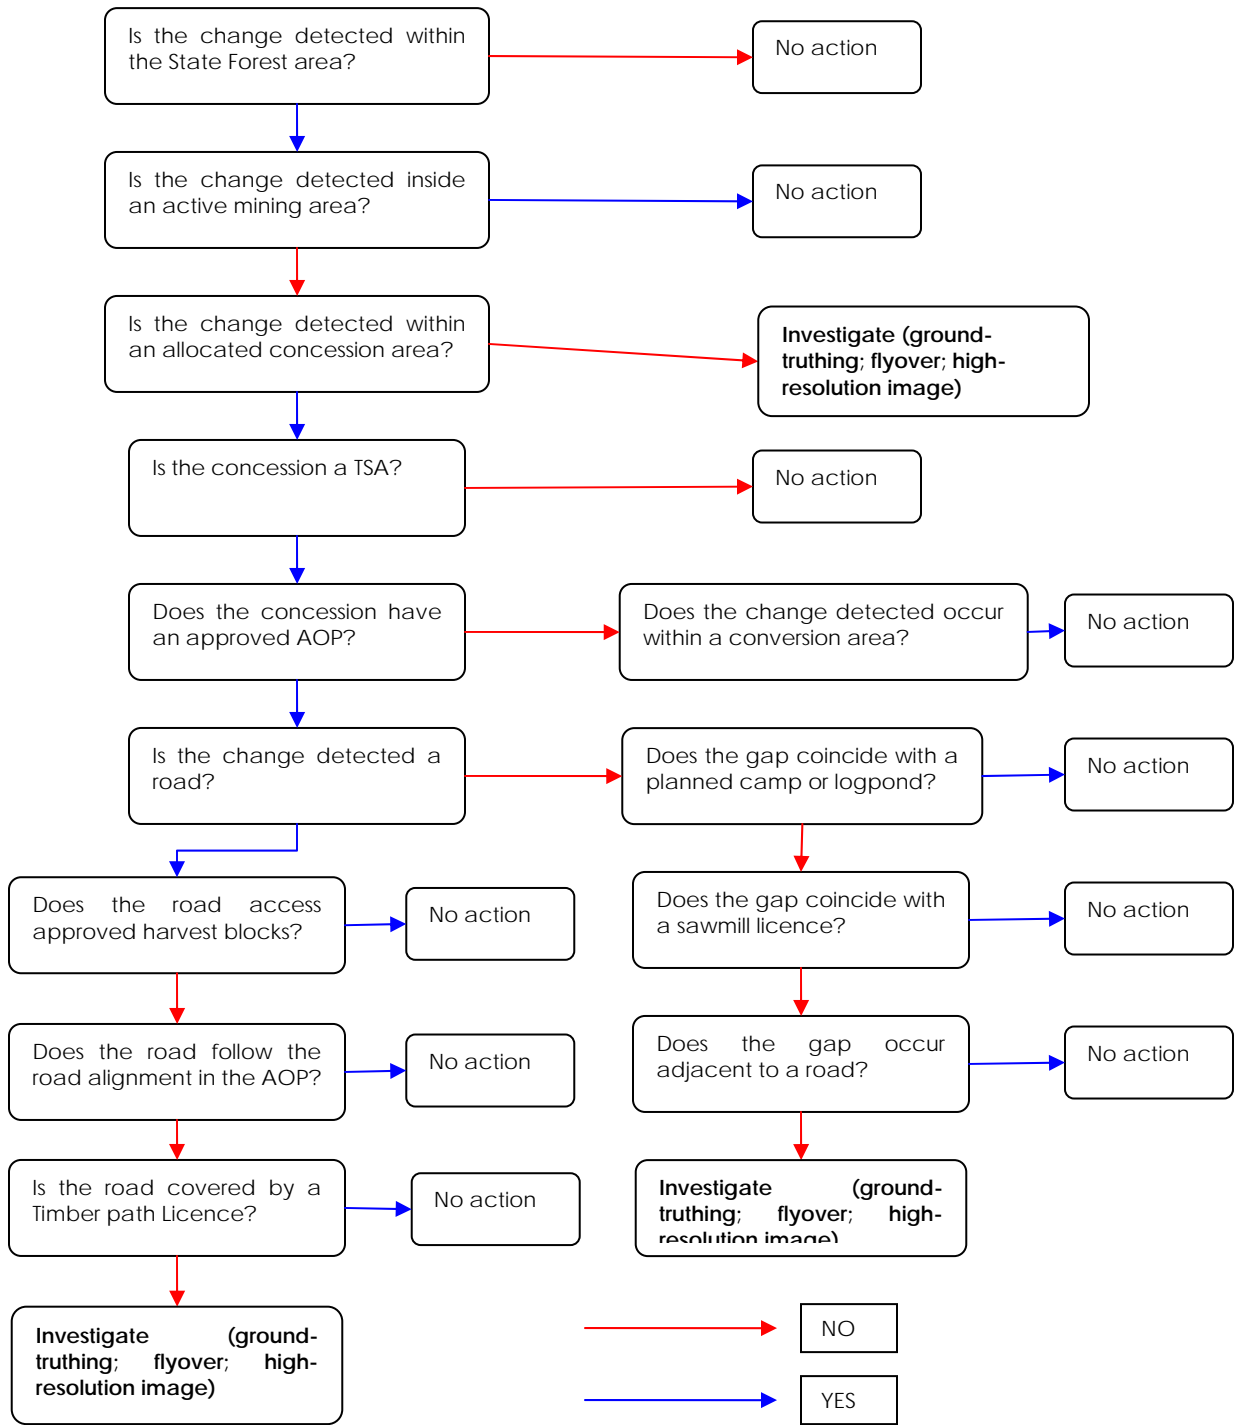 Is the change detected within
the State Forest area?
No action
Is the change detected inside
an active mining area?
No action
Is the change detected within
an allocated concession area?
Investigate (ground-
truthing; flyover; high-
resolution image)
Is the concession a TSA?
No action
Does the concession have
an approved AOP?
Does the change detected occur
within a conversion area?
No action
Is the change detected a
road?
Does the gap coincide with a
planned camp or logpond?
No action
Does the road access
approved harvest blocks?
No action
Does the gap coincide with
a sawmill licence?
No action
Does the road follow the
road alignment in the AOP?
No action
Does the gap occur
adjacent to a road?
No action
Is the road covered by a
Timber path Licence?
No action
Investigate (ground-
truthing; flyover; high-
resolution image)
Investigate (ground-
truthing; flyover; high-
resolution image)
NO
YES